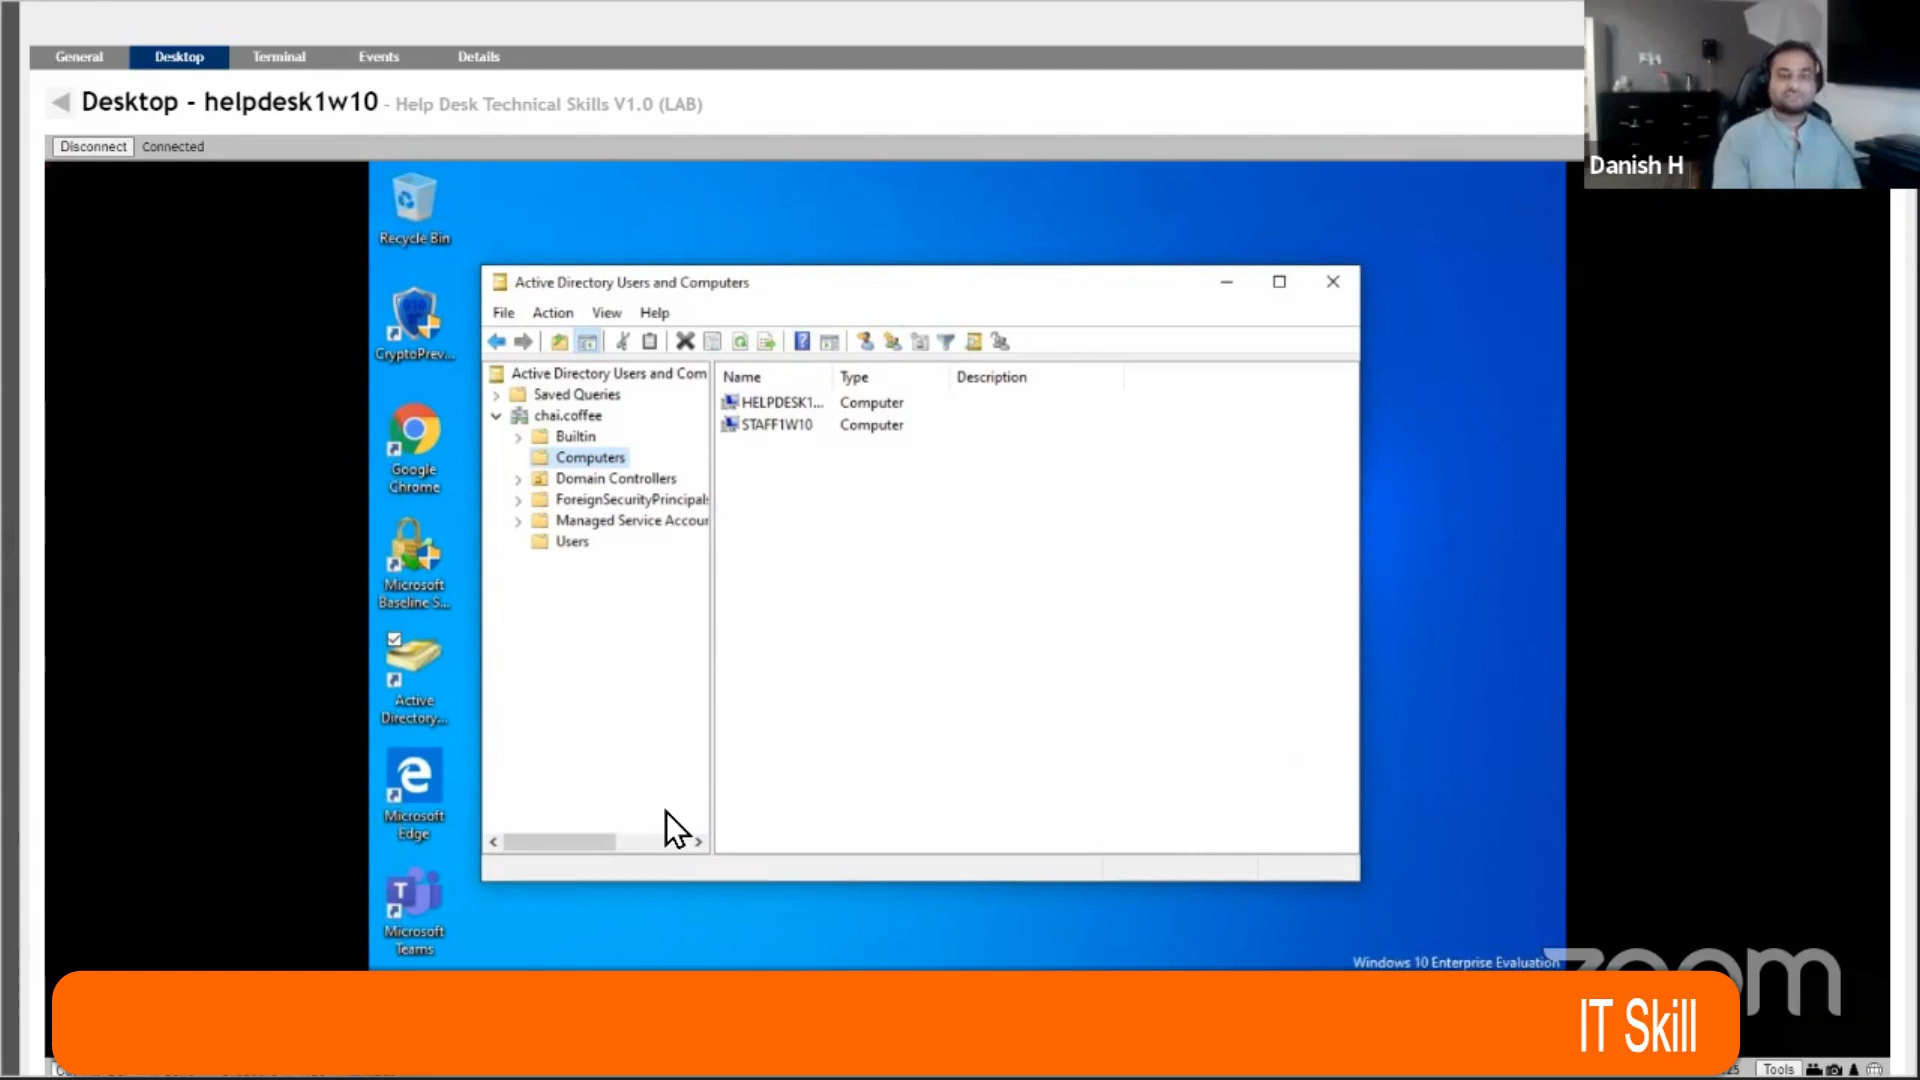 General Desktop Terminal Events Details
Desktop - helpdesk1w10 - Help Desk Technical Skills V1.0 (LAB)
Disconnect Connected
Danish H
Recycle Bin
CryptoPrev...
Google
Chrome
Microsoft
Baseline S...
Active
Directory...
Microsoft
Edge
Microsoft
Teams
Active Directory Users and Computers
File Action View Help
Active Directory Users and Com
Saved Queries
chai.coffee
Builtin
Computers
Domain Controllers
ForeignSecurityPrincipals
Managed Service Accour
Users
Name Type Description
HELPDESK1... Computer
STAFF1W10 Computer
Windows 10 Enterprise Evaluation
zoom
IT Skill
Tools